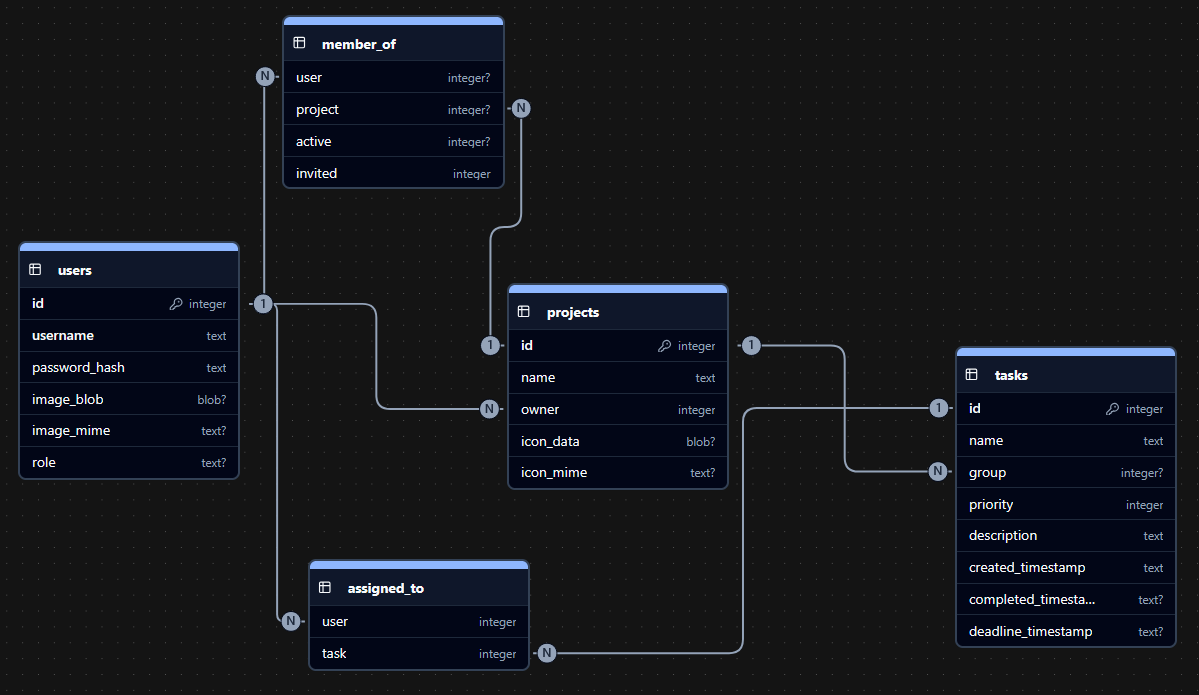 member_of
N
user integer?
project integer?
N
active integer?
invited integer
users
id integer
1
username text
password_hash text
image_blob blob?
image_mime text?
role text?
projects
1
id integer
1
name text
N
owner integer
icon_data blob?
icon_mime text?
tasks
1
id integer
name text
N
group integer?
priority integer
description text
created_timestamp text
completed_timesta... text?
deadline_timestamp text?
assigned_to
N
user integer
task integer
N